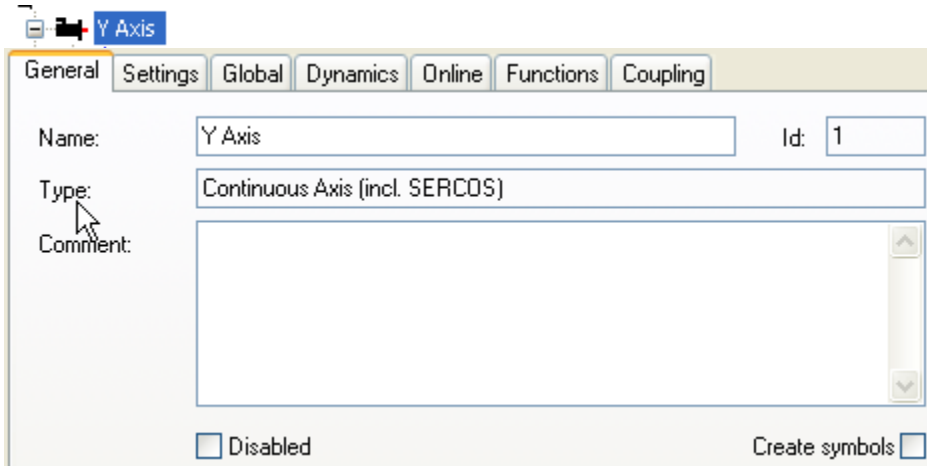 Y Axis
General Settings Global Dynamics Online Functions Coupling
Name: Y Axis Id: 1
Type: Continuous Axis (incl. SERCOS)
Comment:
Disabled Create symbols